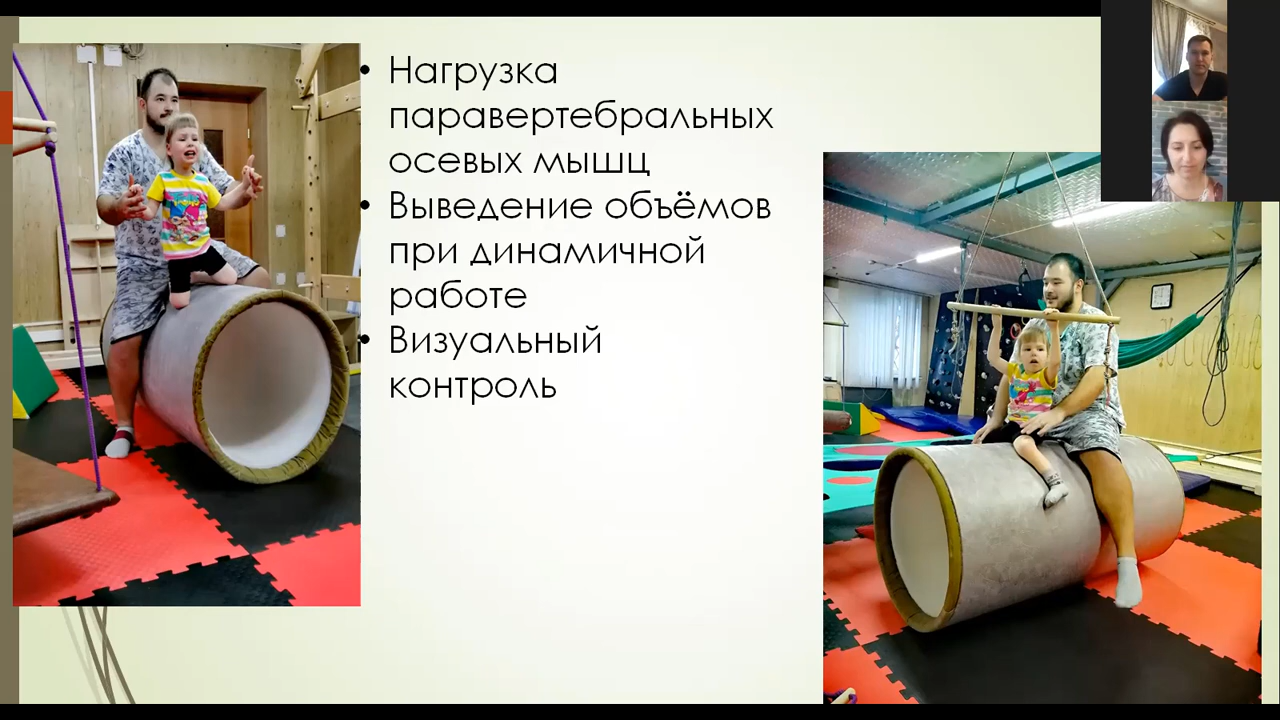 • Нагрузка
паравертебральных
осевых мышц
• Выведение объёмов
при динамичной
работе
• Визуальный
контроль